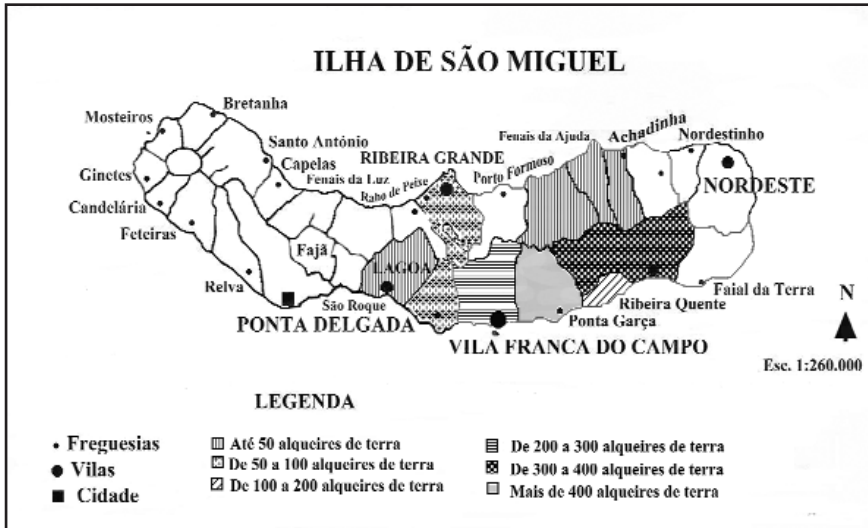 ILHA DE SÃO MIGUEL
Bretanha
Mosteiros
Santo António
Capelas
RIBEIRA GRANDE
Fenais da Ajuda
Achadinha
Nordestinho
Ginetes
Fenais da Luz
Raho de Peixe
Porto Formoso
NORDESTE
Candelária
Feteiras
Fajã
LAGOA
Relva
São Roque
Faial da Terra
Ribeira Quente
N
PONTA DELGADA
Ponta Garça
VILA FRANCA DO CAMPO
Esc. 1:260.000
LEGENDA
Freguesias
Vilas
Cidade
Até 50 alqueires de terra
De 50 a 100 alqueires de terra
De 100 a 200 alqueires de terra
De 200 a 300 alqueires de terra
De 300 a 400 alqueires de terra
Mais de 400 alqueires de terra